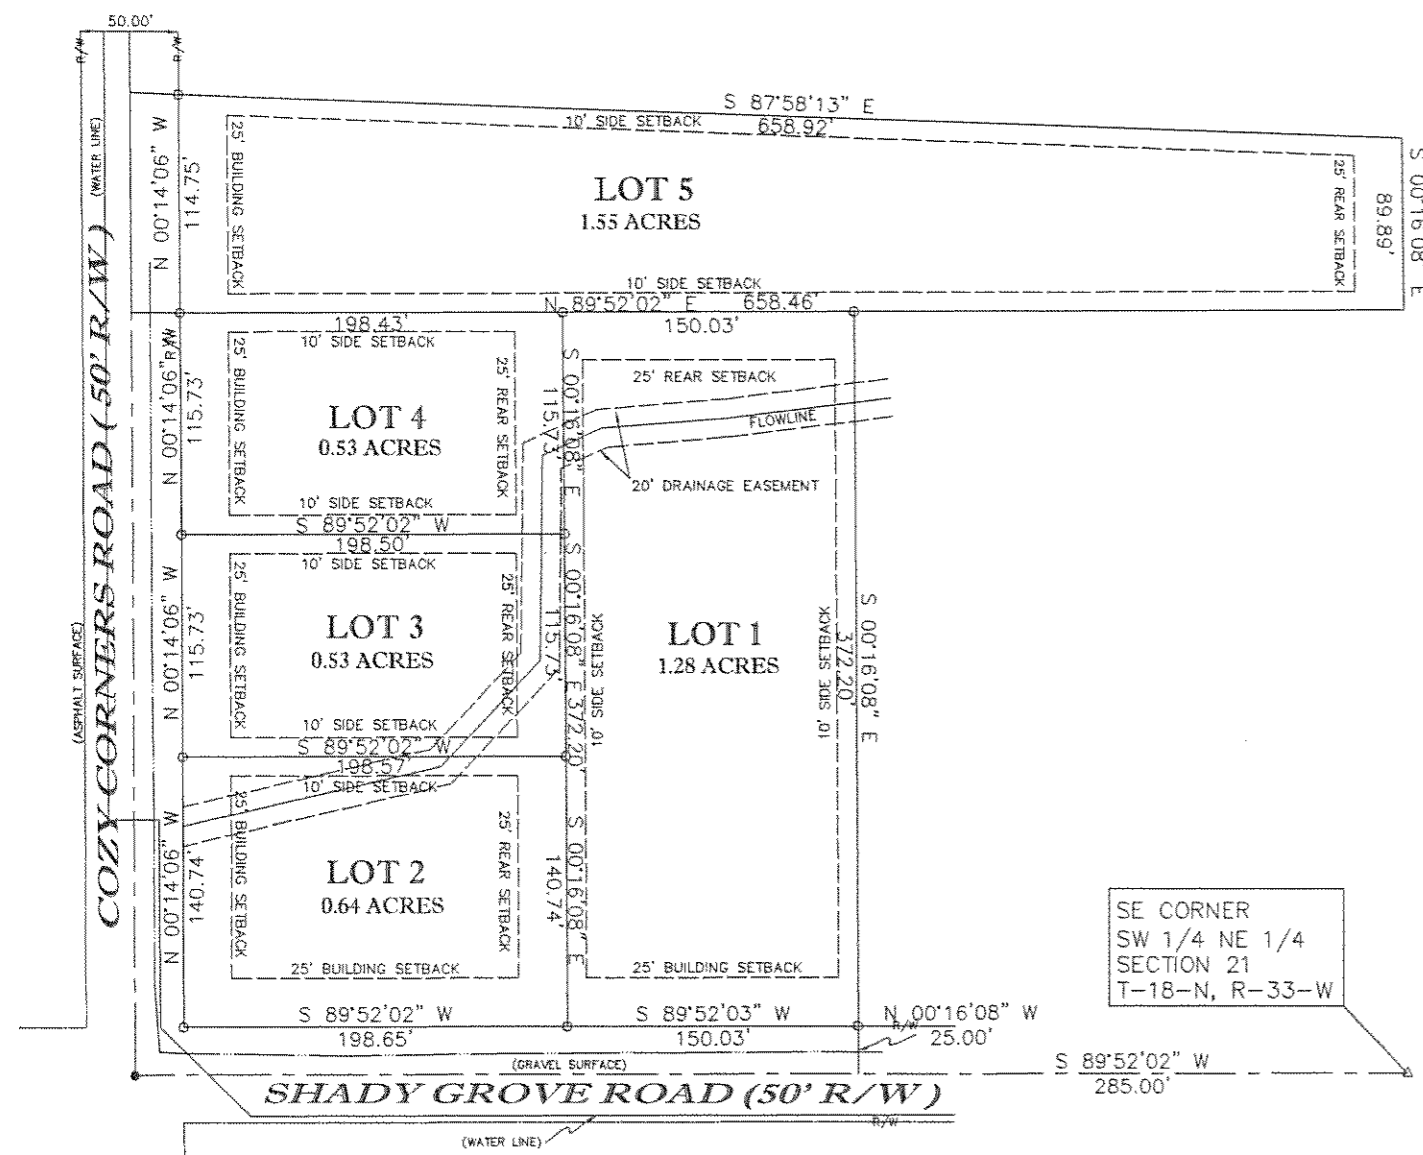 50.00'
R/W
R/W
(WATER LINE)
S 87°58'13" E
658.92'
10' SIDE SETBACK
N 00°14'06" W
114.75'
25' BUILDING SETBACK
LOT 5
1.55 ACRES
25' REAR SETBACK
89.89'
S 00°16'08" E
10' SIDE SETBACK
N 89°52'02" E 658.46'
198.43'
150.03'
R/W
N 00°14'06" W
115.73'
25' BUILDING SETBACK
10' SIDE SETBACK
LOT 4
0.53 ACRES
25' REAR SETBACK
10' SIDE SETBACK
S 00°16'08" E
115.73'
25' REAR SETBACK
FLOWLINE
20' DRAINAGE EASEMENT
S 89°52'02" W
198.50'
10' SIDE SETBACK
N 00°14'06" W
115.73'
25' BUILDING SETBACK
LOT 3
0.53 ACRES
25' REAR SETBACK
10' SIDE SETBACK
S 00°16'08" E
115.73'
372.20'
10' SIDE SETBACK
LOT 1
1.28 ACRES
10' SIDE SETBACK
372.20'
S 00°16'08" E
(ASPHALT SURFACE)
COZY CORNERS ROAD (50' R/W)
S 89°52'02" W
198.57'
10' SIDE SETBACK
N 00°14'06" W
140.74'
25' BUILDING SETBACK
LOT 2
0.64 ACRES
25' REAR SETBACK
25' BUILDING SETBACK
140.74'
S 00°16'08" E
25' BUILDING SETBACK
SE CORNER
SW 1/4 NE 1/4
SECTION 21
T-18-N, R-33-W
S 89°52'02" W
198.65'
S 89°52'03" W
150.03'
N 00°16'08" W
25.00'
R/W
(GRAVEL SURFACE)
S 89°52'02" W
285.00'
SHADY GROVE ROAD (50' R/W)
R/W
(WATER LINE)